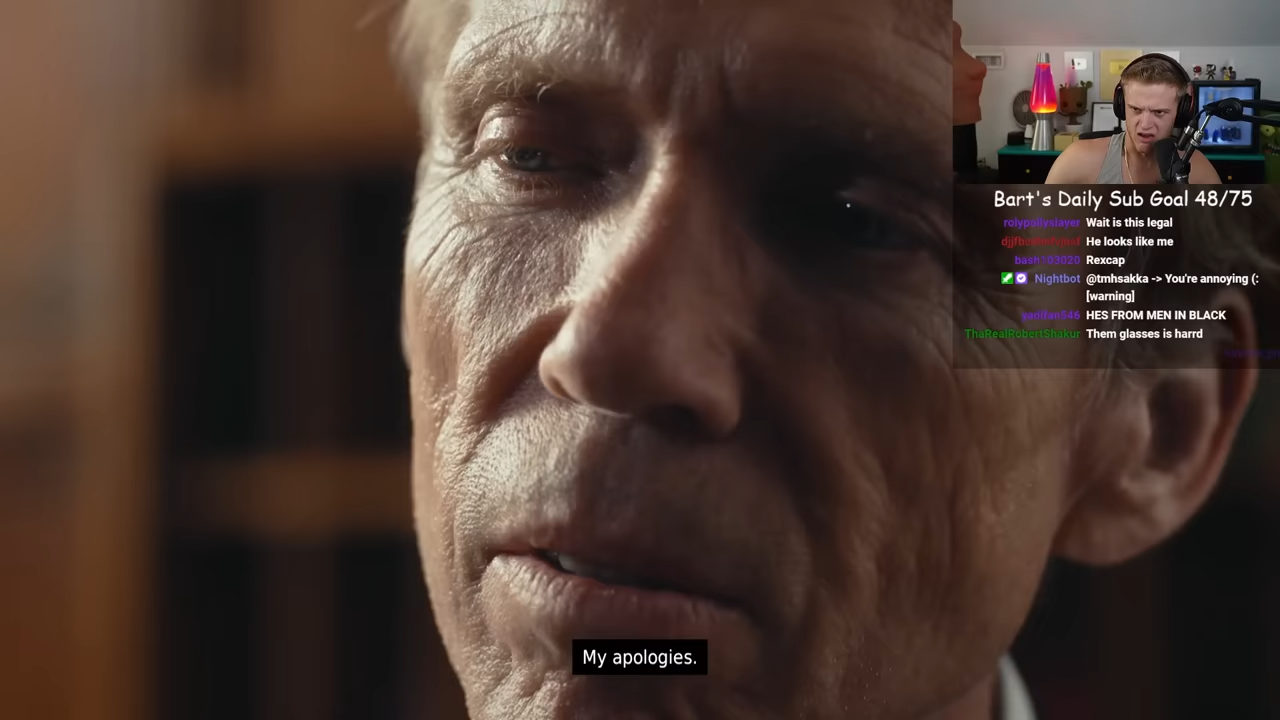 Bart's Daily Sub Goal 48/75
rolypollyslayer Wait is this legal
He looks like me
bash103020 Rexcap
Nightbot @tmhsakka -> You're annoying (:
[warning]
HES FROM MEN IN BLACK
ThaRealRobertShakur Them glasses is harrd
My apologies.